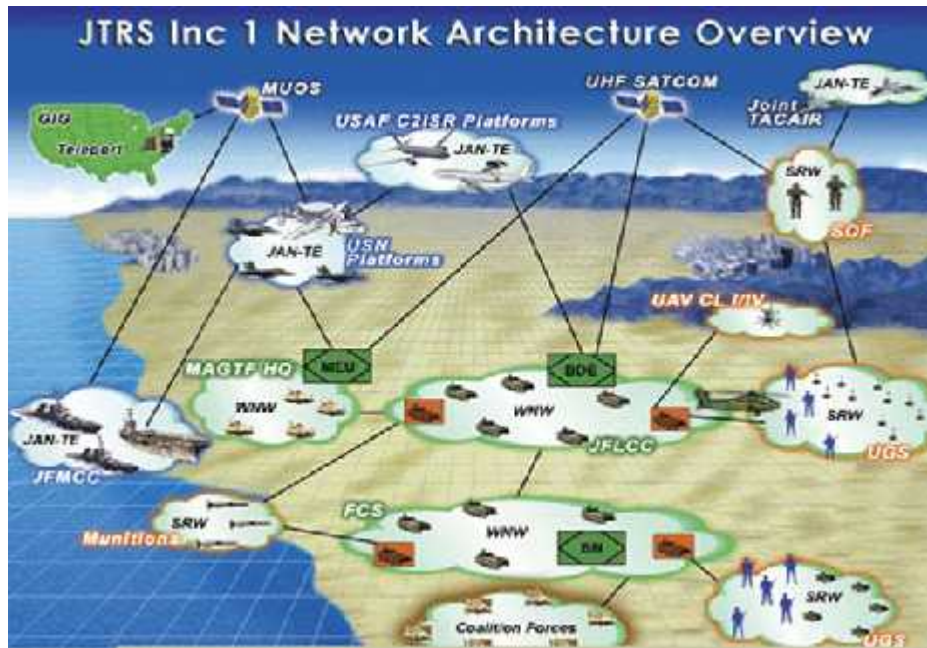 JTRS Inc 1 Network Architecture Overview
MUOS
UHF SATCOM
JAN-TE
Joint
TACAIR
GIG
Teleport
USAF C2ISR Platforms
JAN-TE
SRW
SOF
JAN-TE
USN
Platforms
UAV CL I/IV
MAGTF HQ
MEU
BDE
WNW
WNW
SRW
JAN-TE
JFLCC
UGS
JFMCC
FCS
SRW
WNW
Munitions
BN
SRW
Coalition Forces
UGS